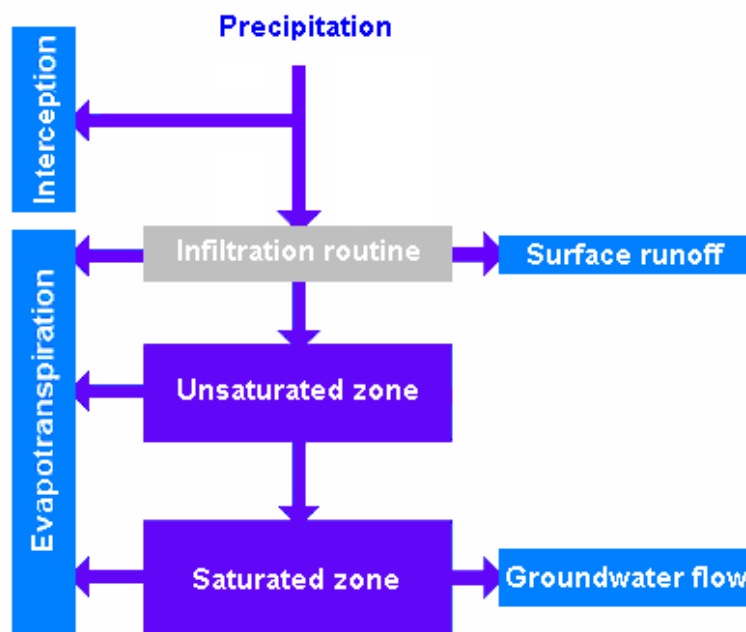 Precipitation
Interception
Infiltration routine
Surface runoff
Evapotranspiration
Unsaturated zone
Saturated zone
Groundwater flow